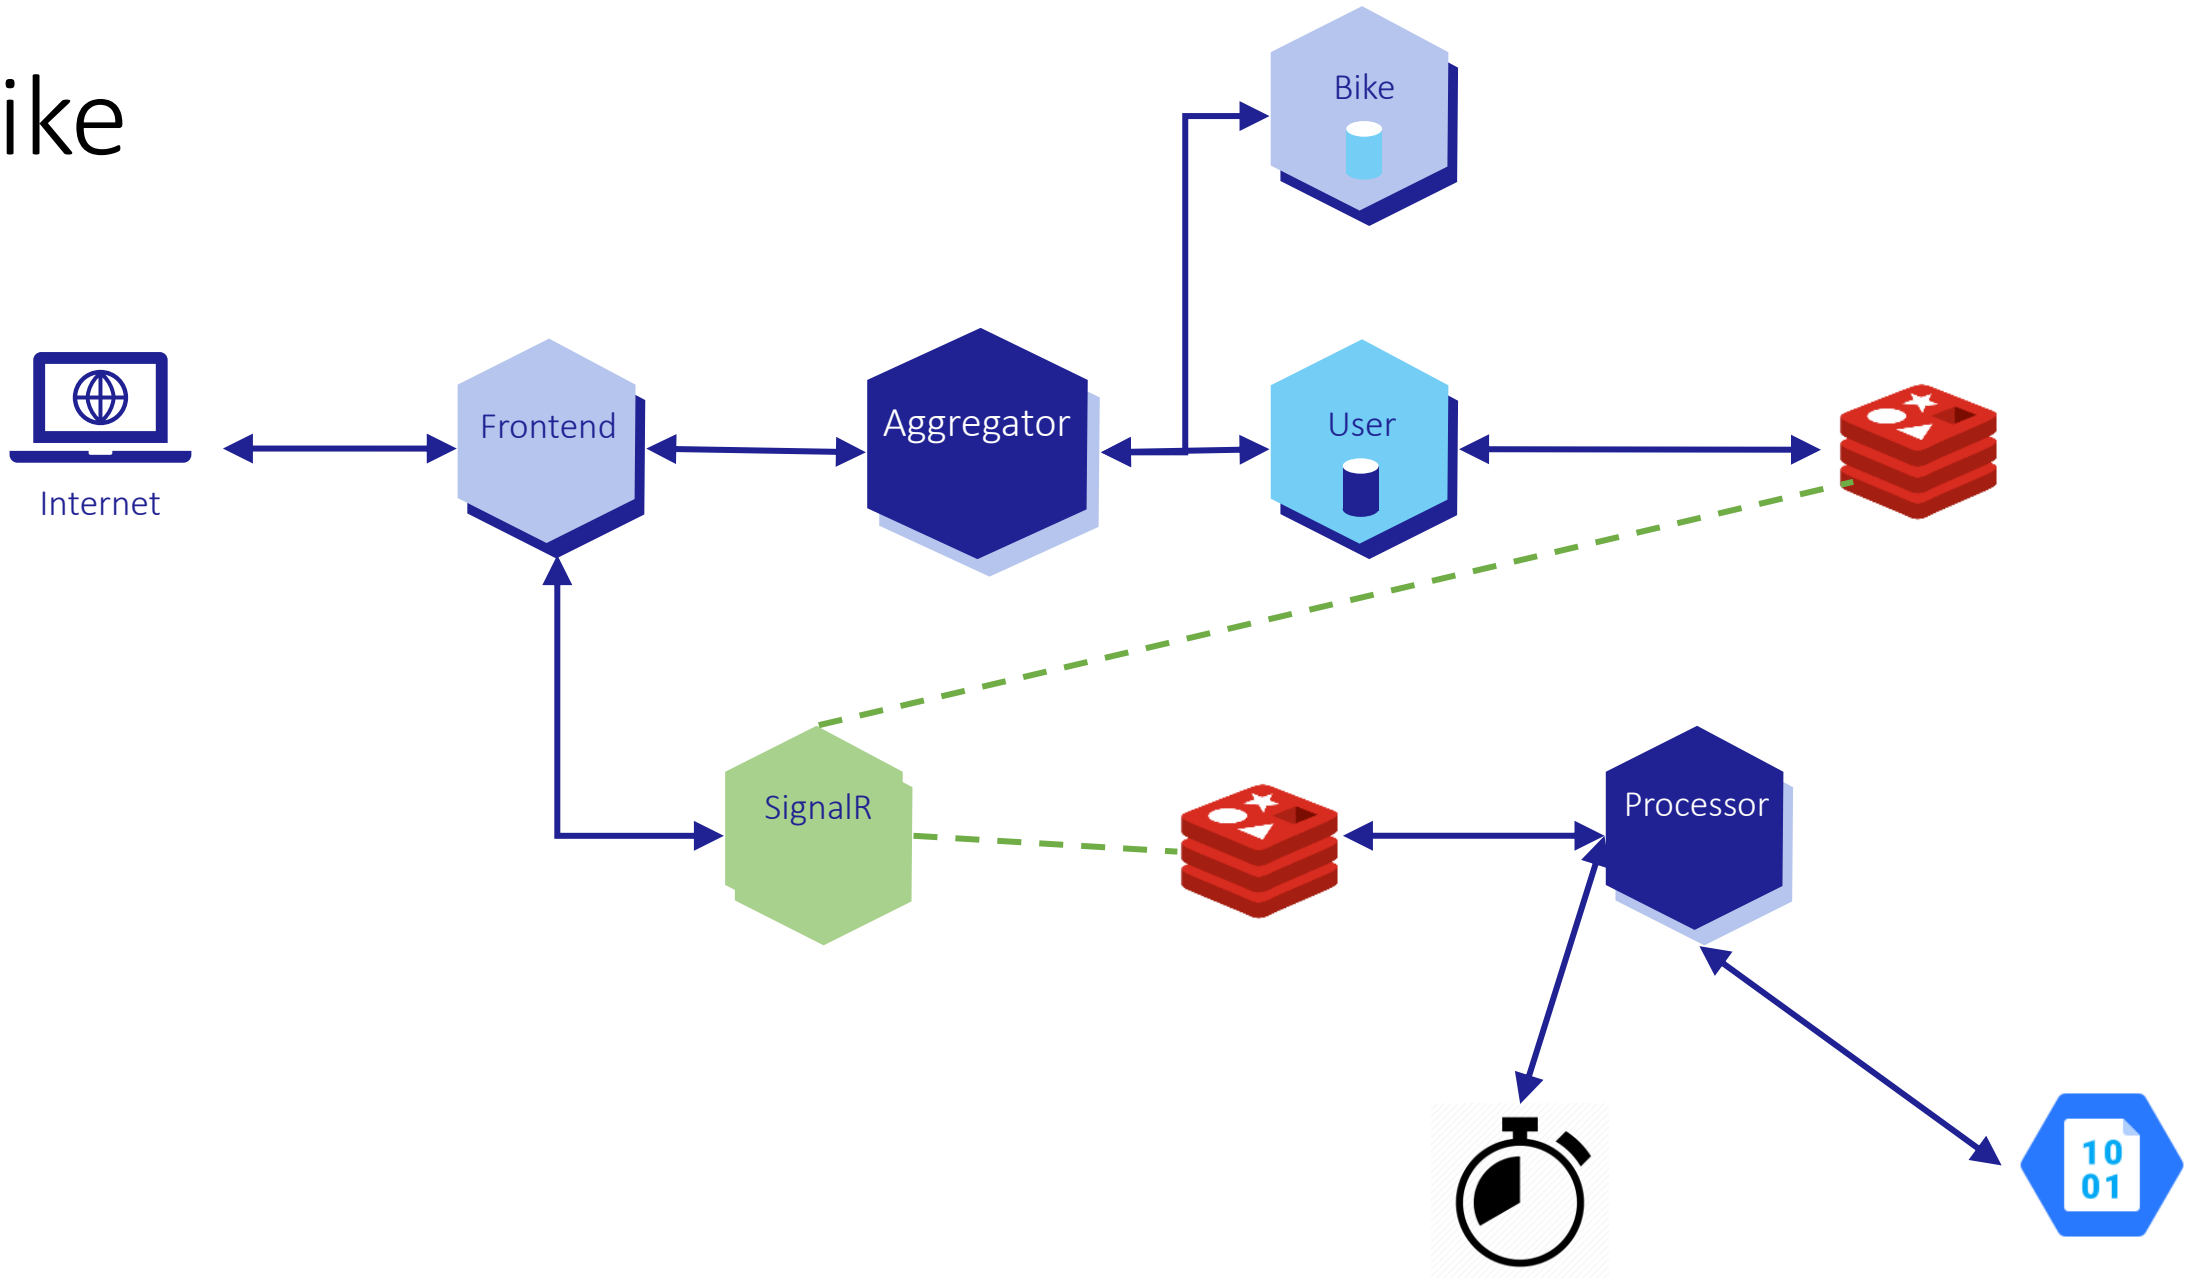 ike
Bike
Internet
Frontend
Aggregator
User
SignalR
Processor
10
01